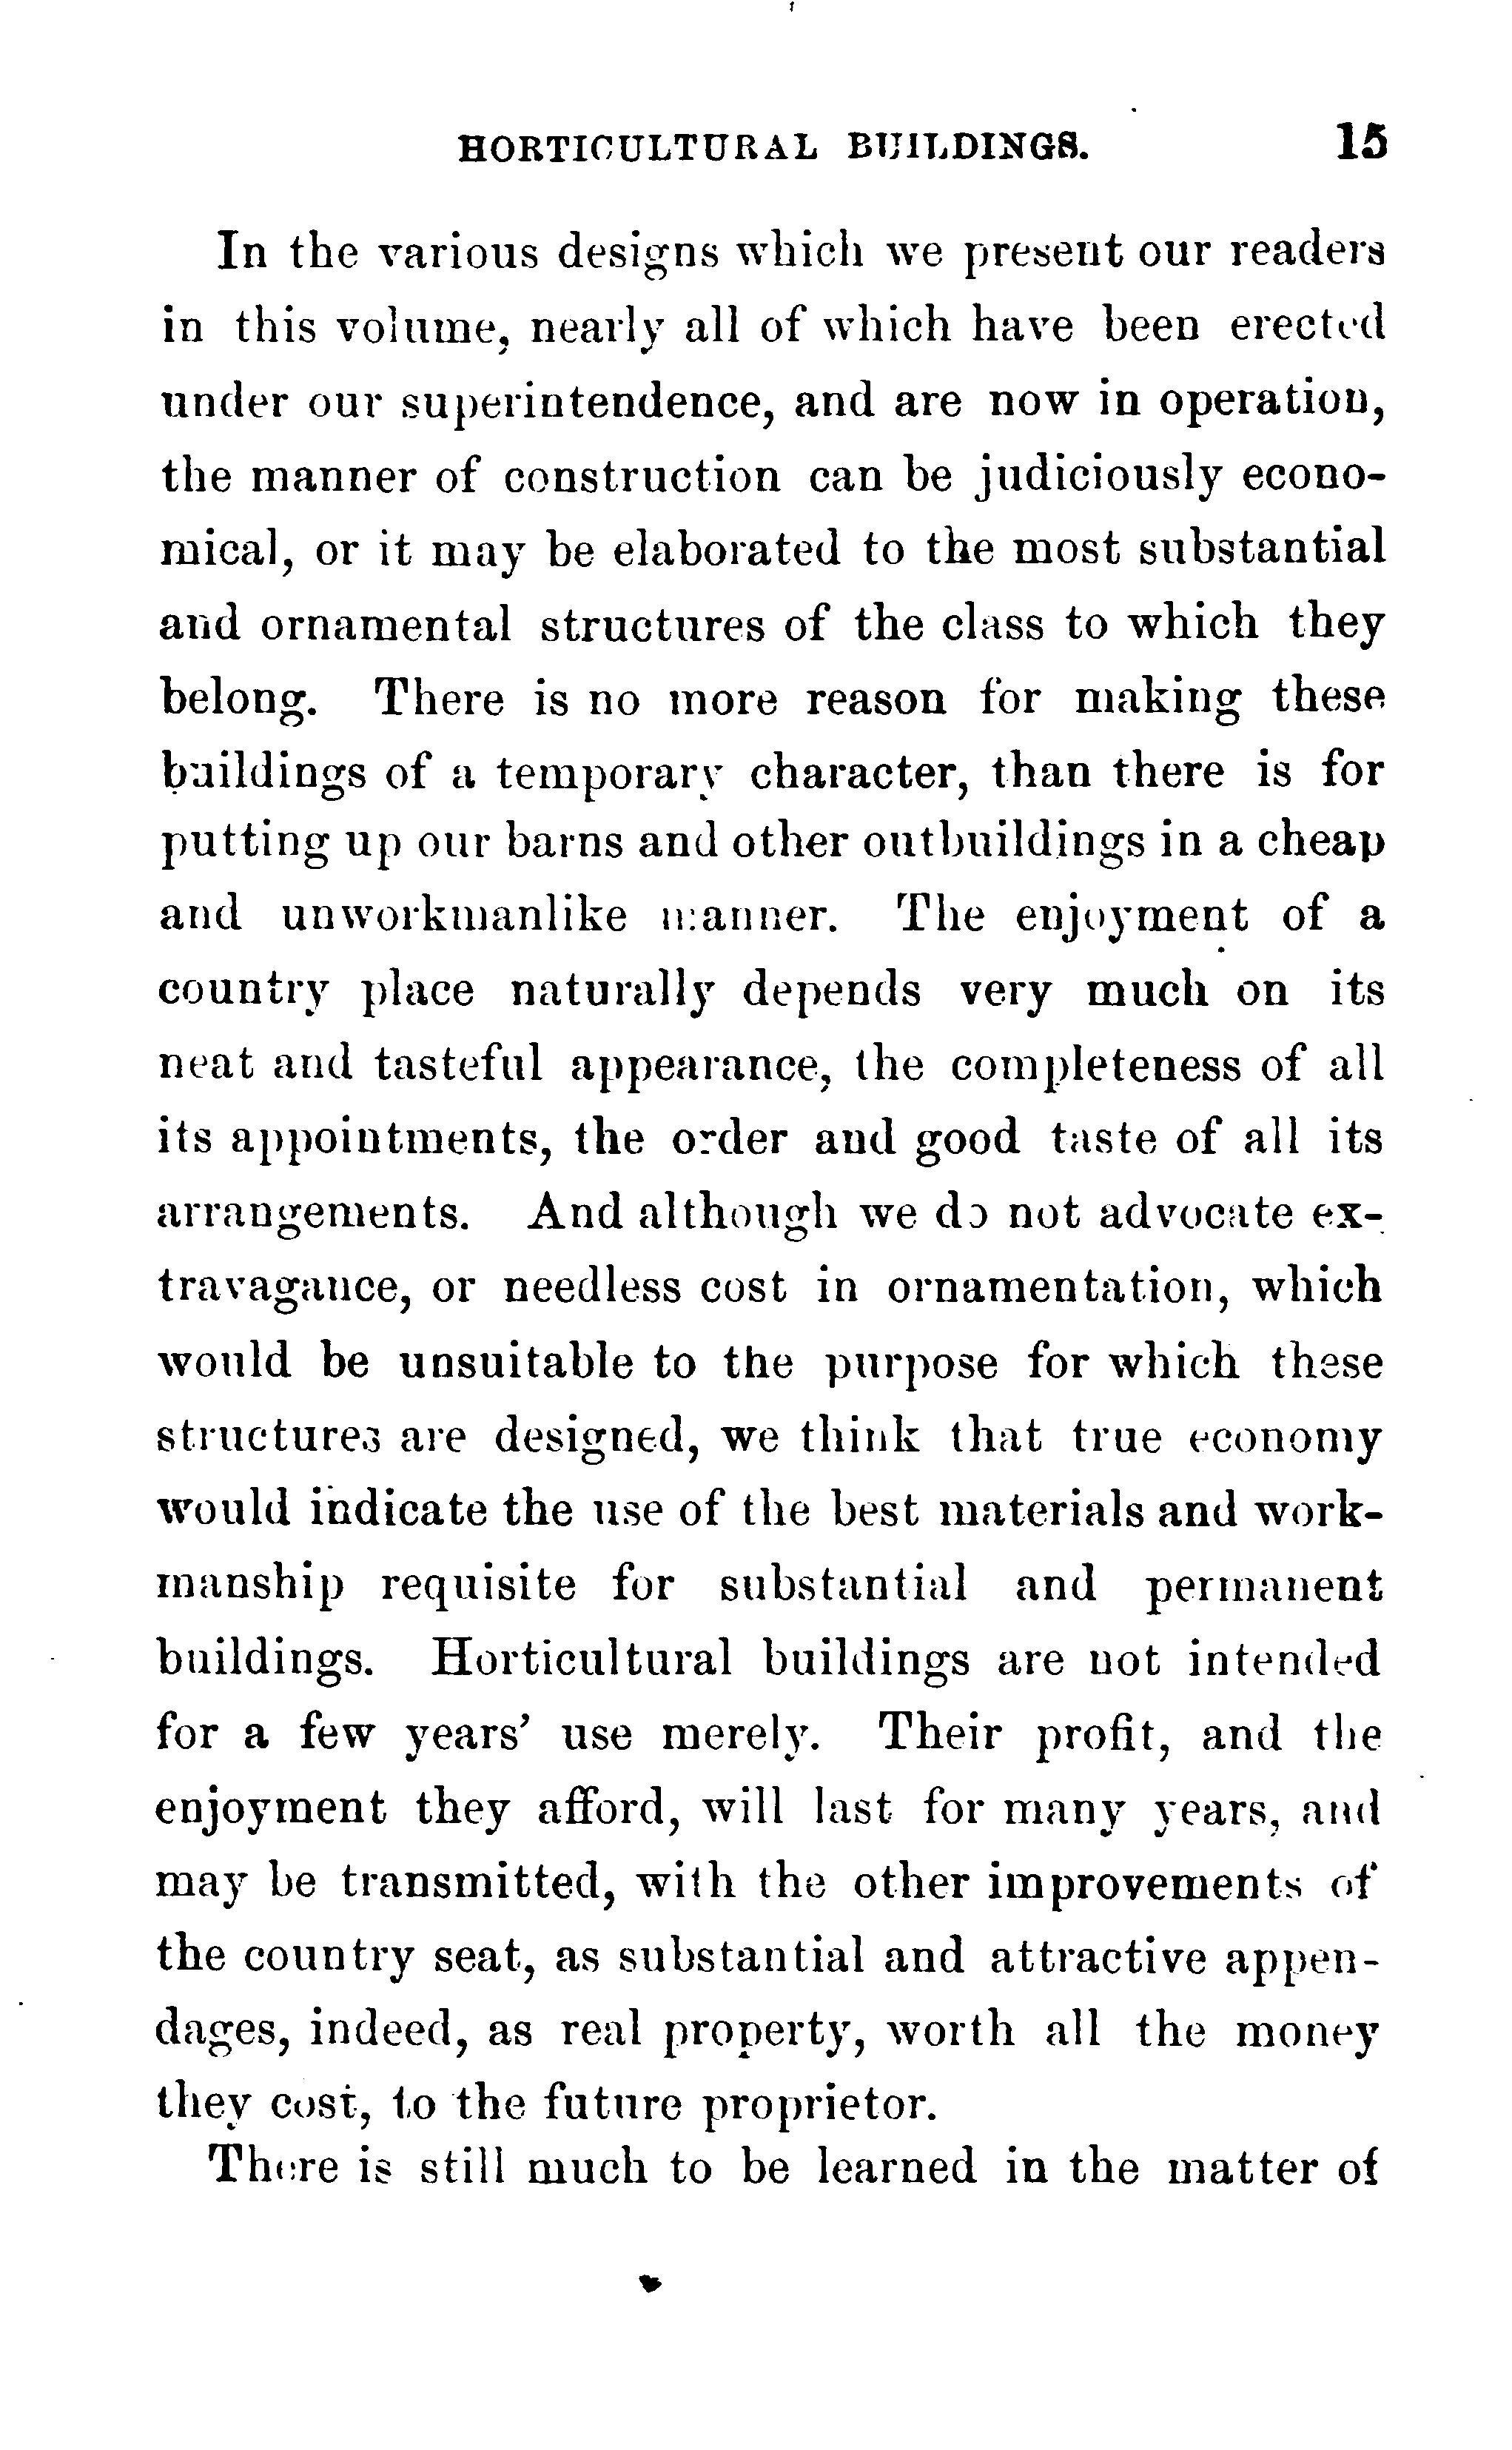 HORTICULTURAL BUILDINGS. 15
In the various designs which we present our readers
in this volume, nearly all of which have been erected
under our superintendence, and are now in operation,
the manner of construction can be judiciously econo-
mical, or it may be elaborated to the most substantial
and ornamental structures of the class to which they
belong. There is no more reason for making these
buildings of a temporary character, than there is for
putting up our barns and other outbuildings in a cheap
and unworkmanlike manner. The enjoyment of a
country place naturally depends very much on its
neat and tasteful appearance, the completeness of all
its appointments, the order and good taste of all its
arrangements. And although we do not advocate ex-
travagance, or needless cost in ornamentation, which
would be unsuitable to the purpose for which these
structures are designed, we think that true economy
would indicate the use of the best materials and work-
manship requisite for substantial and permanent
buildings. Horticultural buildings are not intended
for a few years' use merely. Their profit, and the
enjoyment they afford, will last for many years, and
may be transmitted, with the other improvements of
the country seat, as substantial and attractive appen-
dages, indeed, as real property, worth all the money
they cost, to the future proprietor.
There is still much to be learned in the matter of